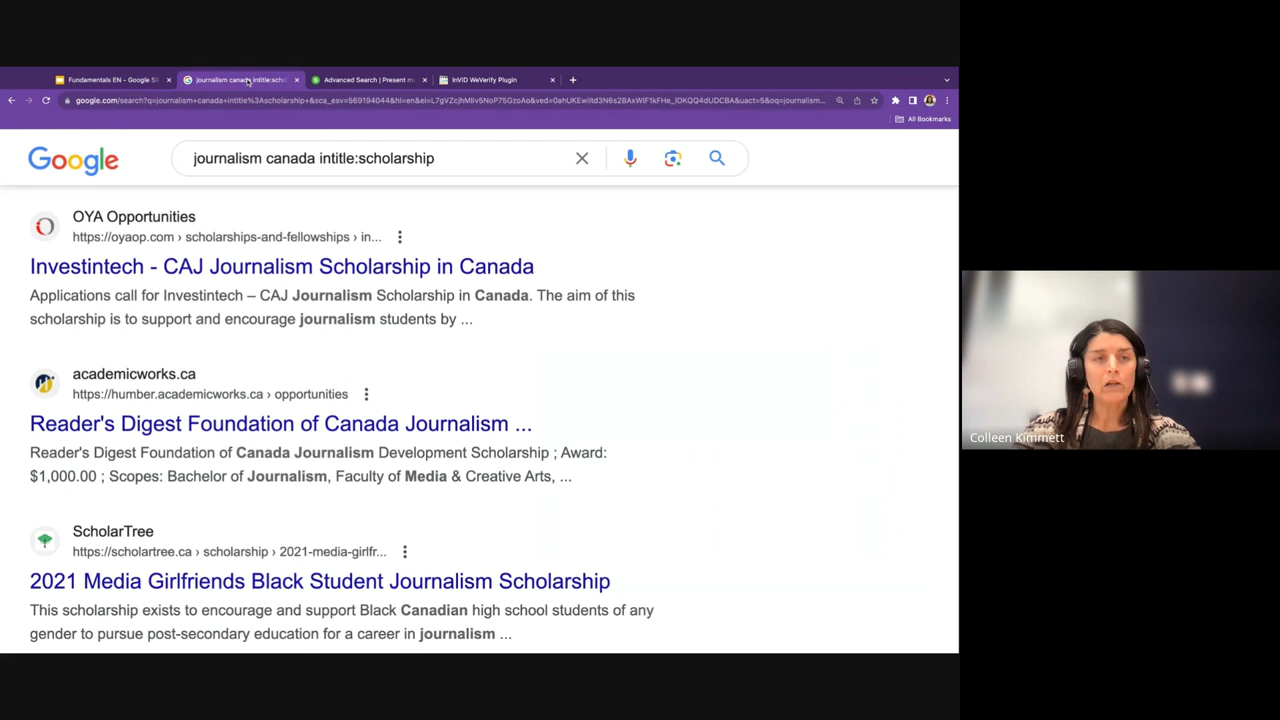 Fundamentals EN - Google Sl
journalism canada intitle:schol
Advanced Search | Present m
InVID WeVerify Plugin
All Bookmarks
Google
journalism canada intitle:scholarship
OYA Opportunities
https://oyaop.com › scholarships-and-fellowships › in...
Investintech - CAJ Journalism Scholarship in Canada
Applications call for Investintech – CAJ Journalism Scholarship in Canada. The aim of this
scholarship is to support and encourage journalism students by ...
academicworks.ca
https://humber.academicworks.ca › opportunities
Reader's Digest Foundation of Canada Journalism ...
Reader's Digest Foundation of Canada Journalism Development Scholarship ; Award:
$1,000.00 ; Scopes: Bachelor of Journalism, Faculty of Media & Creative Arts, ...
ScholarTree
https://scholartree.ca › scholarship › 2021-media-girlfr...
2021 Media Girlfriends Black Student Journalism Scholarship
This scholarship exists to encourage and support Black Canadian high school students of any
gender to pursue post-secondary education for a career in journalism ...
Colleen Kimmett